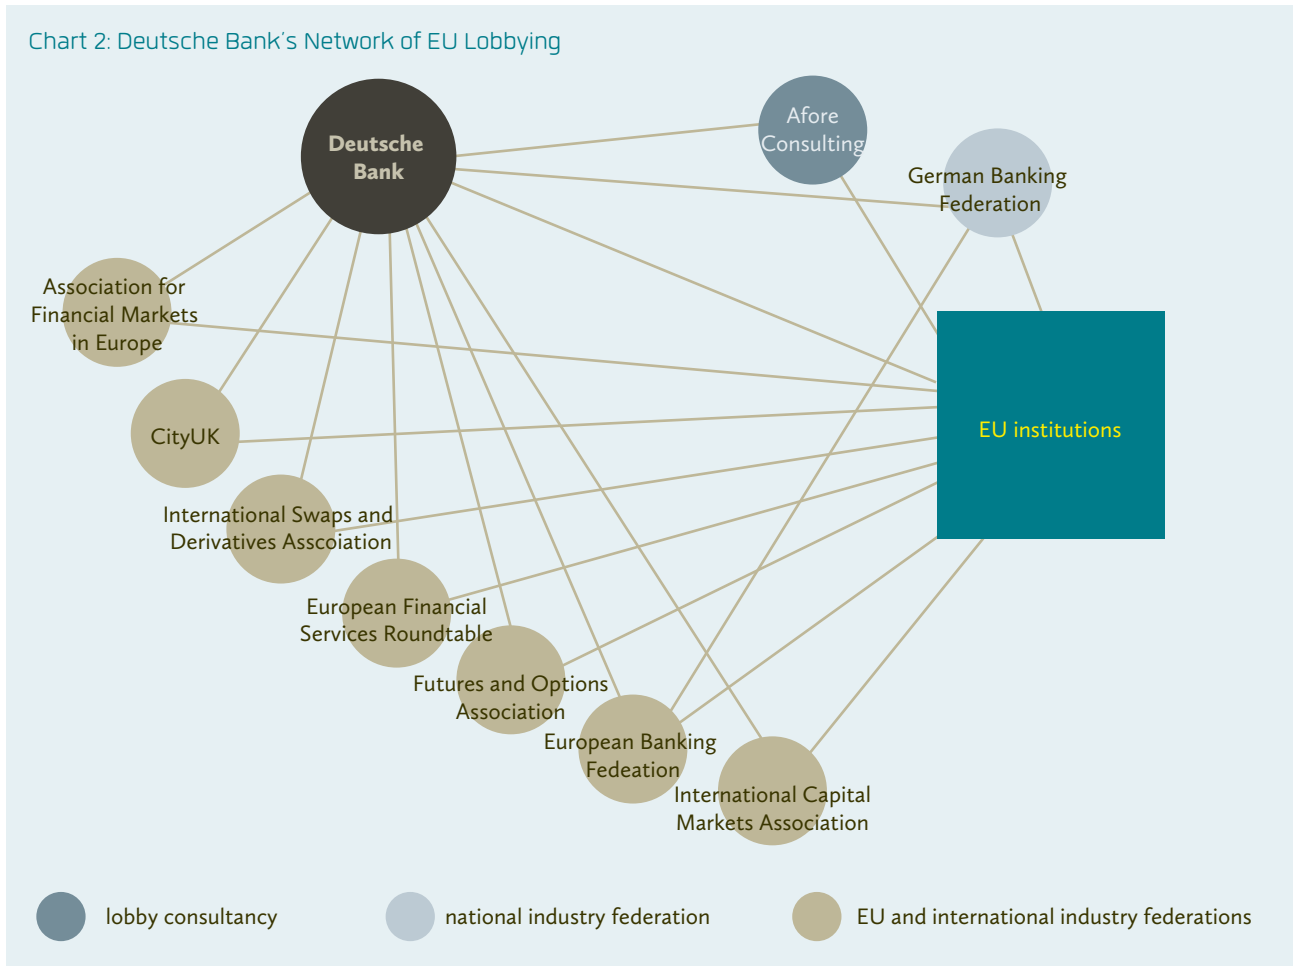 Chart 2: Deutsche Bank's Network of EU Lobbying
Deutsche
Bank
Afore
Consulting
German Banking
Federation
Association for
Financial Markets
in Europe
CityUK
EU institutions
International Swaps and
Derivatives Asscoiation
European Financial
Services Roundtable
Futures and Options
Association
European Banking
Fedeation
International Capital
Markets Association
lobby consultancy
national industry federation
EU and international industry federations